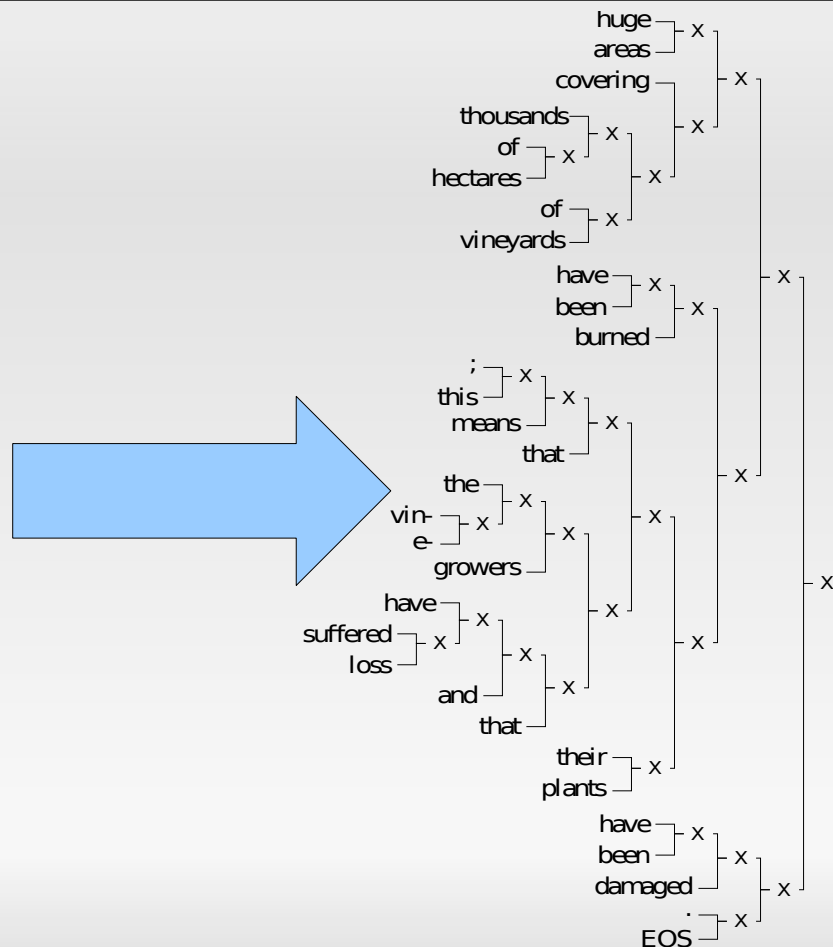 huge
X
areas
X
covering
thousands
X
X
of
X
hectares
X
of
X
vineyards
have
X
X
been
X
burned
;
X
this
X
means
X
that
the
X
X
vin-
X
X
e-
X
growers
have
X
X
suffered
X
X
loss
X
and
X
that
their
X
plants
have
X
been
X
damaged
X
.
X
EOS
X